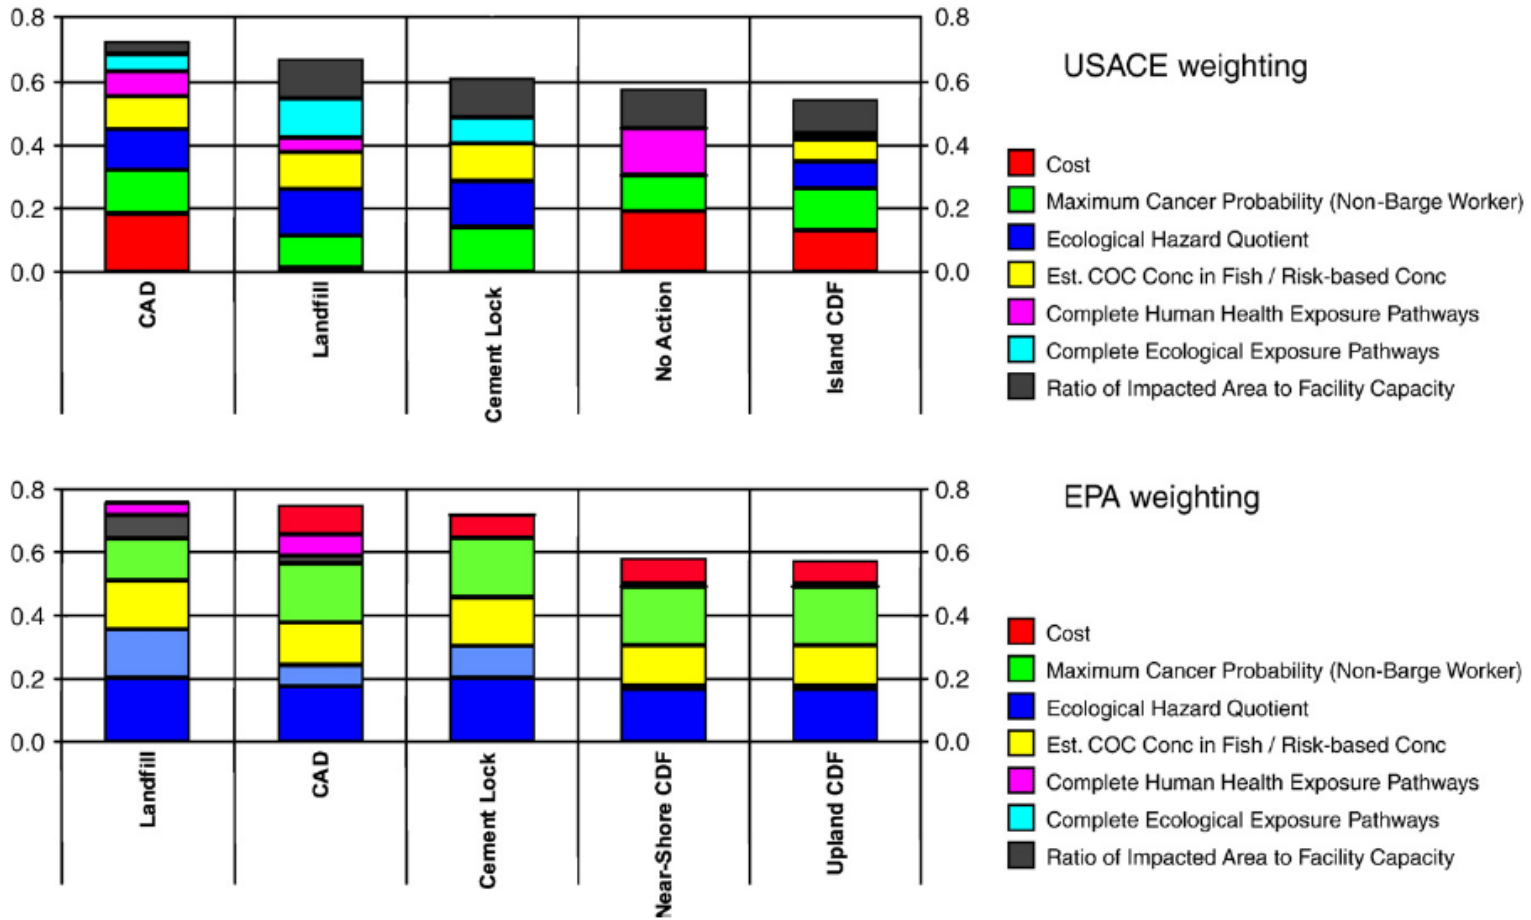 USACE weighting
0.8 0.8
0.6 0.6
0.4 0.4
0.2 0.2
0.0 0.0
CAD
Landfill
Cement Lock
No Action
Island CDF
Cost
Maximum Cancer Probability (Non-Barge Worker)
Ecological Hazard Quotient
Est. COC Conc in Fish / Risk-based Conc
Complete Human Health Exposure Pathways
Complete Ecological Exposure Pathways
Ratio of Impacted Area to Facility Capacity
EPA weighting
0.8 0.8
0.6 0.6
0.4 0.4
0.2 0.2
0.0 0.0
Landfill
CAD
Cement Lock
Near-Shore CDF
Upland CDF
Cost
Maximum Cancer Probability (Non-Barge Worker)
Ecological Hazard Quotient
Est. COC Conc in Fish / Risk-based Conc
Complete Human Health Exposure Pathways
Complete Ecological Exposure Pathways
Ratio of Impacted Area to Facility Capacity